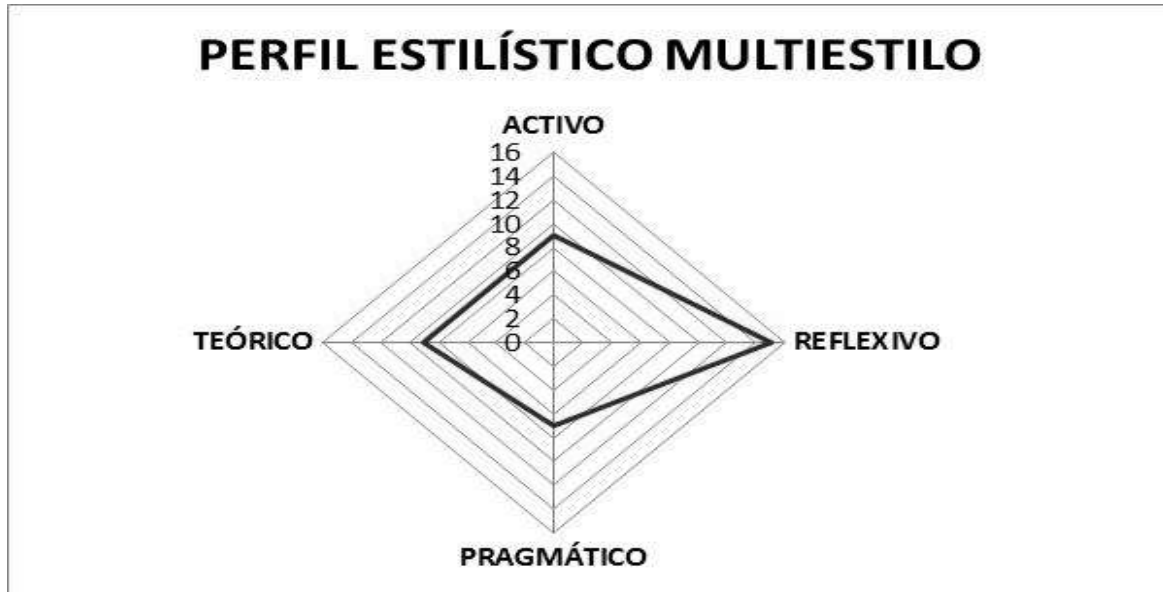 PERFIL ESTILÍSTICO MULTIESTILO
ACTIVO
16
14
12
10
8
6
4
2
TEÓRICO 0 REFLEXIVO
PRAGMÁTICO